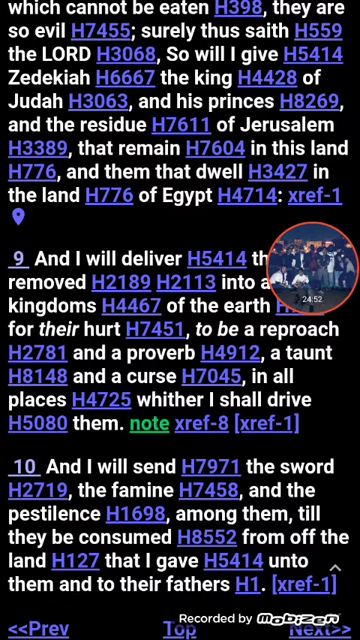 which cannot be eaten H398, they are
so evil H7455; surely thus saith H559
the LORD H3068, So will I give H5414
Zedekiah H6667 the king H4428 of
Judah H3063, and his princes H8269,
and the residue H7611 of Jerusalem
H3389, that remain H7604 in this land
H776, and them that dwell H3427 in
the land H776 of Egypt H4714: xref-1
9 And I will deliver H5414
removed H2189 H2113 into
kingdoms H4467 of the earth
for their hurt H7451, to be a reproach
H2781 and a proverb H4912, a taunt
H8148 and a curse H7045, in all
places H4725 whither I shall drive
H5080 them. note xref-8 [xref-1]
10 And I will send H7971 the sword
H2719, the famine H7458, and the
pestilence H1698, among them, till
they be consumed H8552 from off the
land H127 that I gave H5414 unto
them and to their fathers H1. [xref-1]
<<Prev Top Next>>
24:52
Recorded by Mobizen